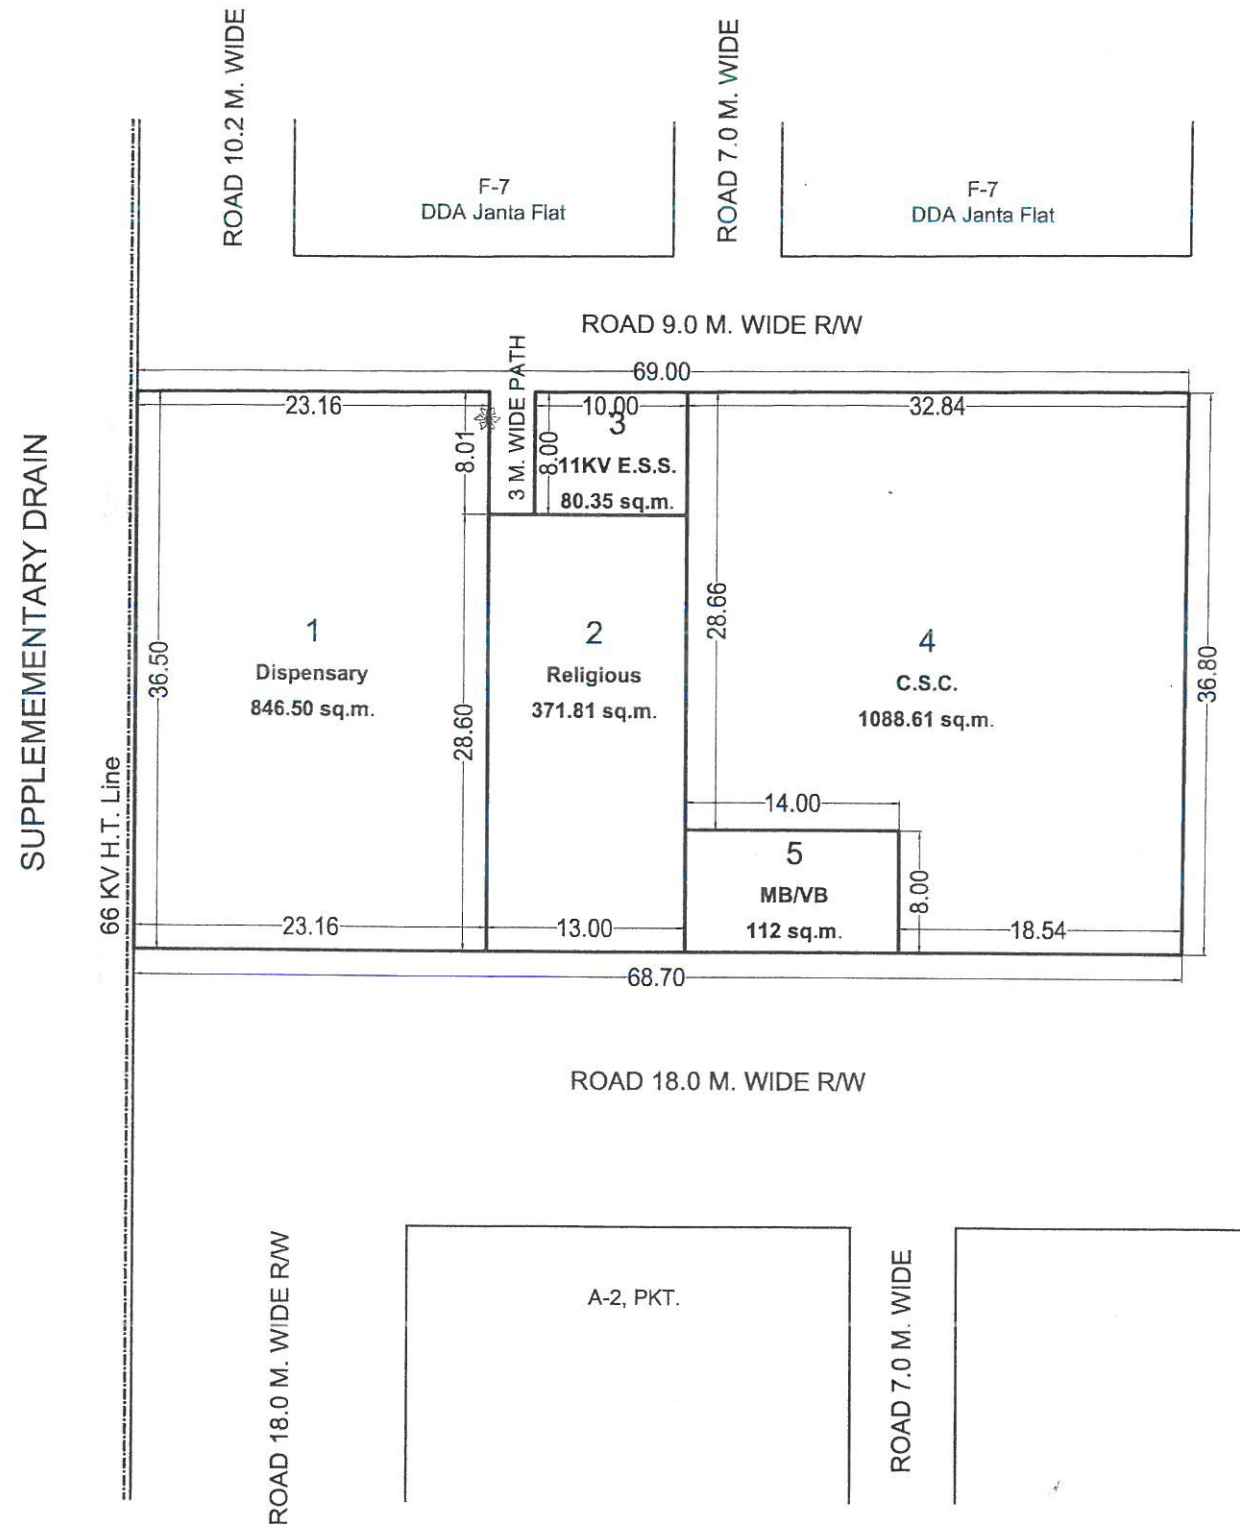 ROAD 10.2 M. WIDE
ROAD 7.0 M. WIDE
F-7
DDA Janta Flat
F-7
DDA Janta Flat
ROAD 9.0 M. WIDE R/W
69.00
23.16
10.00
32.84
3 M. WIDE PATH
8.01
8.00
3
11KV E.S.S.
80.35 sq.m.
SUPPLEMEMENTARY DRAIN
66 KV H.T. Line
36.50
1
Dispensary
846.50 sq.m.
28.60
2
Religious
371.81 sq.m.
28.66
4
C.S.C.
1088.61 sq.m.
36.80
14.00
5
MB/VB
112 sq.m.
8.00
23.16
13.00
18.54
68.70
ROAD 18.0 M. WIDE R/W
ROAD 18.0 M. WIDE R/W
A-2, PKT.
ROAD 7.0 M. WIDE